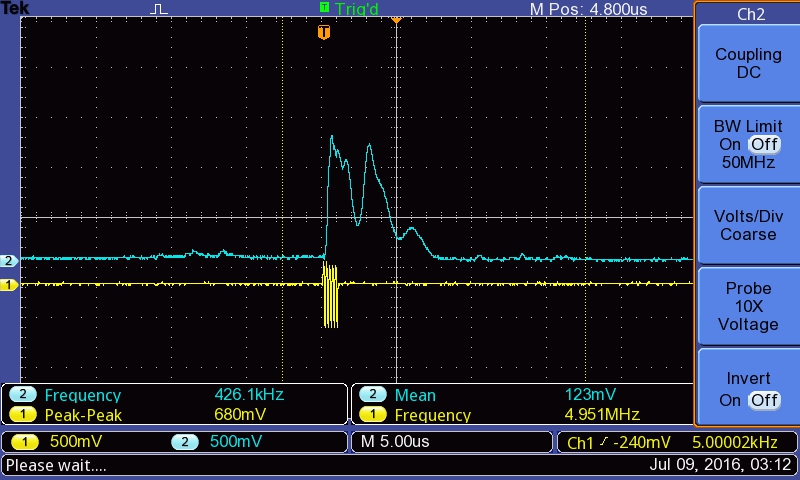 Tek T Trig'd M Pos: 4.800us Ch2
T
Coupling
DC
BW Limit
On Off
50MHz
Volts/Div
Coarse
2
1
Probe
10X
Voltage
Invert
On Off
2 Frequency 426.1kHz 2 Mean 123mV
1 Peak-Peak 680mV 1 Frequency 4.951MHz
1 500mV 2 500mV M 5.00us Ch1 -240mV 5.00002kHz
Please wait.... Jul 09, 2016, 03:12